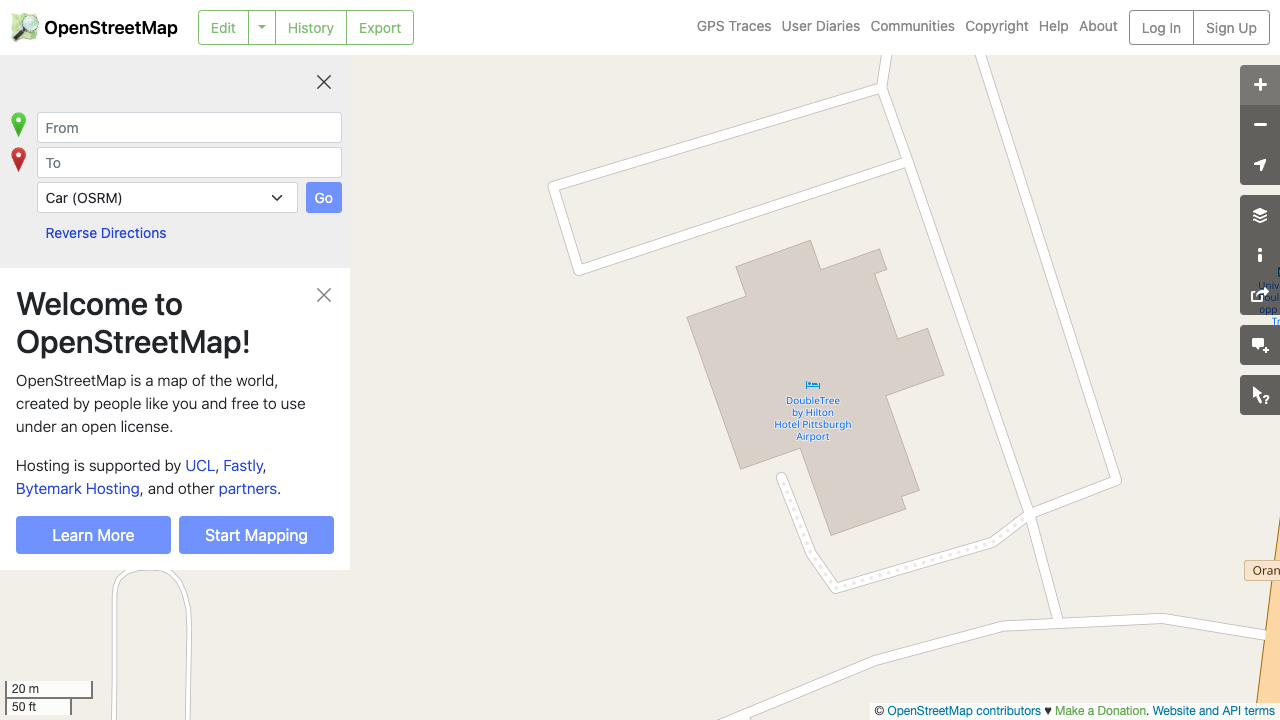 OpenStreetMap
Edit
History
Export
GPS Traces
User Diaries
Communities
Copyright
Help
About
Log In
Sign Up
From
To
Car (OSRM)
Go
Reverse Directions
Welcome to
OpenStreetMap!
OpenStreetMap is a map of the world,
created by people like you and free to use
under an open license.
Hosting is supported by UCL, Fastly,
Bytemark Hosting, and other partners.
Learn More
Start Mapping
DoubleTree
by Hilton
Hotel Pittsburgh
Airport
Oran
20 m
50 ft
© OpenStreetMap contributors ♥ Make a Donation. Website and API terms